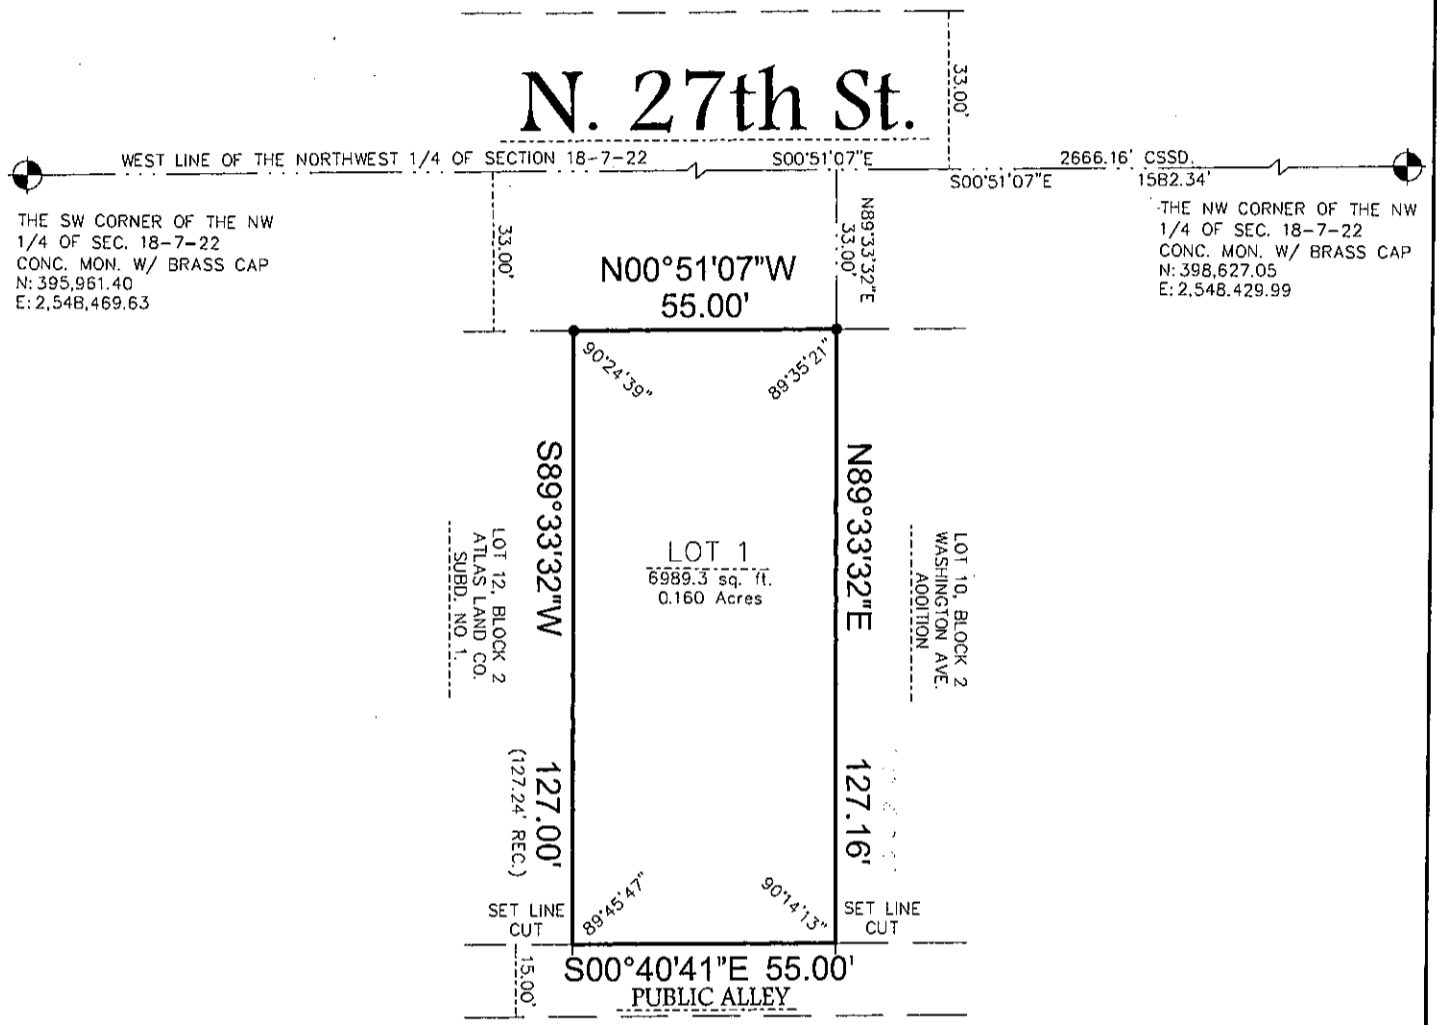 33.00'
N. 27th St.
WEST LINE OF THE NORTHWEST 1/4 OF SECTION 18-7-22
S00°51'07"E
2666.16' CSSD.
S00°51'07"E
1582.34'
THE SW CORNER OF THE NW
1/4 OF SEC. 18-7-22
CONC. MON. W/ BRASS CAP
N: 395,961.40
E: 2,548,469.63
THE NW CORNER OF THE NW
1/4 OF SEC. 18-7-22
CONC. MON. W/ BRASS CAP
N: 398,627.05
E: 2,548.429.99
33.00'
N89°33'32"E
33.00'
N00°51'07"W
55.00'
90°24'39"
89°35'21"
S89°33'32"W
127.00'
(127.24' REC.)
N89°33'32"E
127.16'
LOT 12, BLOCK 2
ATLAS LAND CO.
SUBD. NO 1.
LOT 1
6989.3 sq. ft.
0.160 Acres
LOT 10, BLOCK 2
WASHINGTON AVE.
ADDITION
89°45'47"
90°14'13"
SET LINE
CUT
SET LINE
CUT
15.00'
S00°40'41"E 55.00'
PUBLIC ALLEY